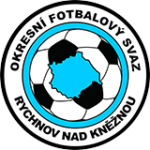 OKRESNÍ FOTBALOVÝ SVAZ
RYCHNOV NAD KNĚŽNOU